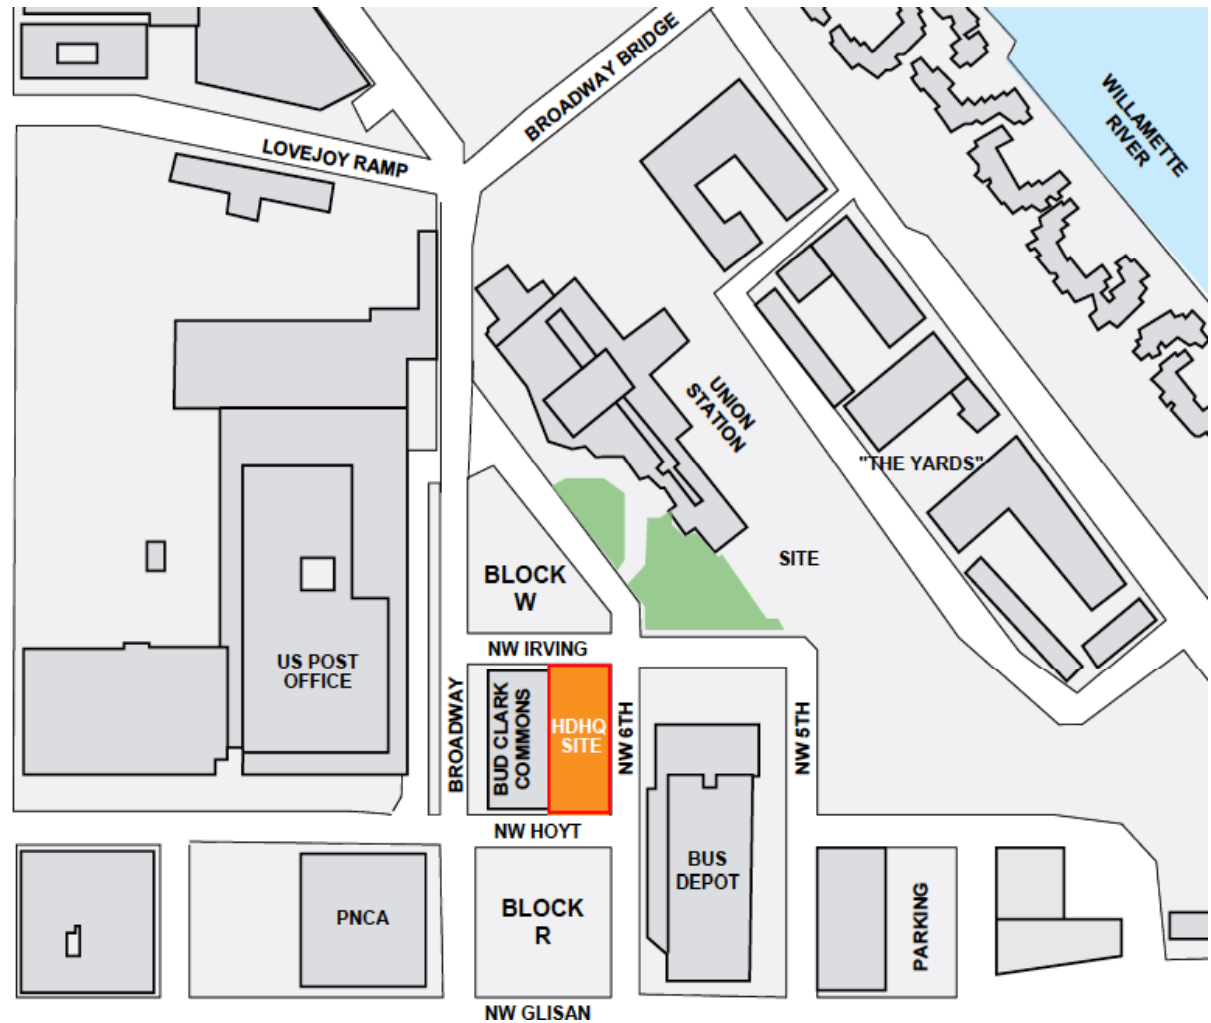 BROADWAY BRIDGE
WILLAMETTE
RIVER
LOVEJOY RAMP
UNION
STATION
"THE YARDS"
SITE
BLOCK
W
NW IRVING
US POST
OFFICE
BROADWAY
BUD CLARK
COMMONS
HDHQ
SITE
NW 6TH
NW 5TH
NW HOYT
BUS
DEPOT
PNCA
BLOCK
R
PARKING
NW GLISAN